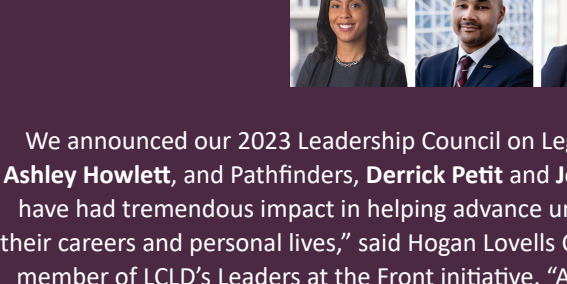 We announced our 2023 Leadership Council on Le
Ashley Howlett, and Pathfinders, Derrick Petit and
have had tremendous impact in helping advance
their careers and personal lives,” said Hogan Lovells
member of LCLD’s Leaders at the Front initiative. “A